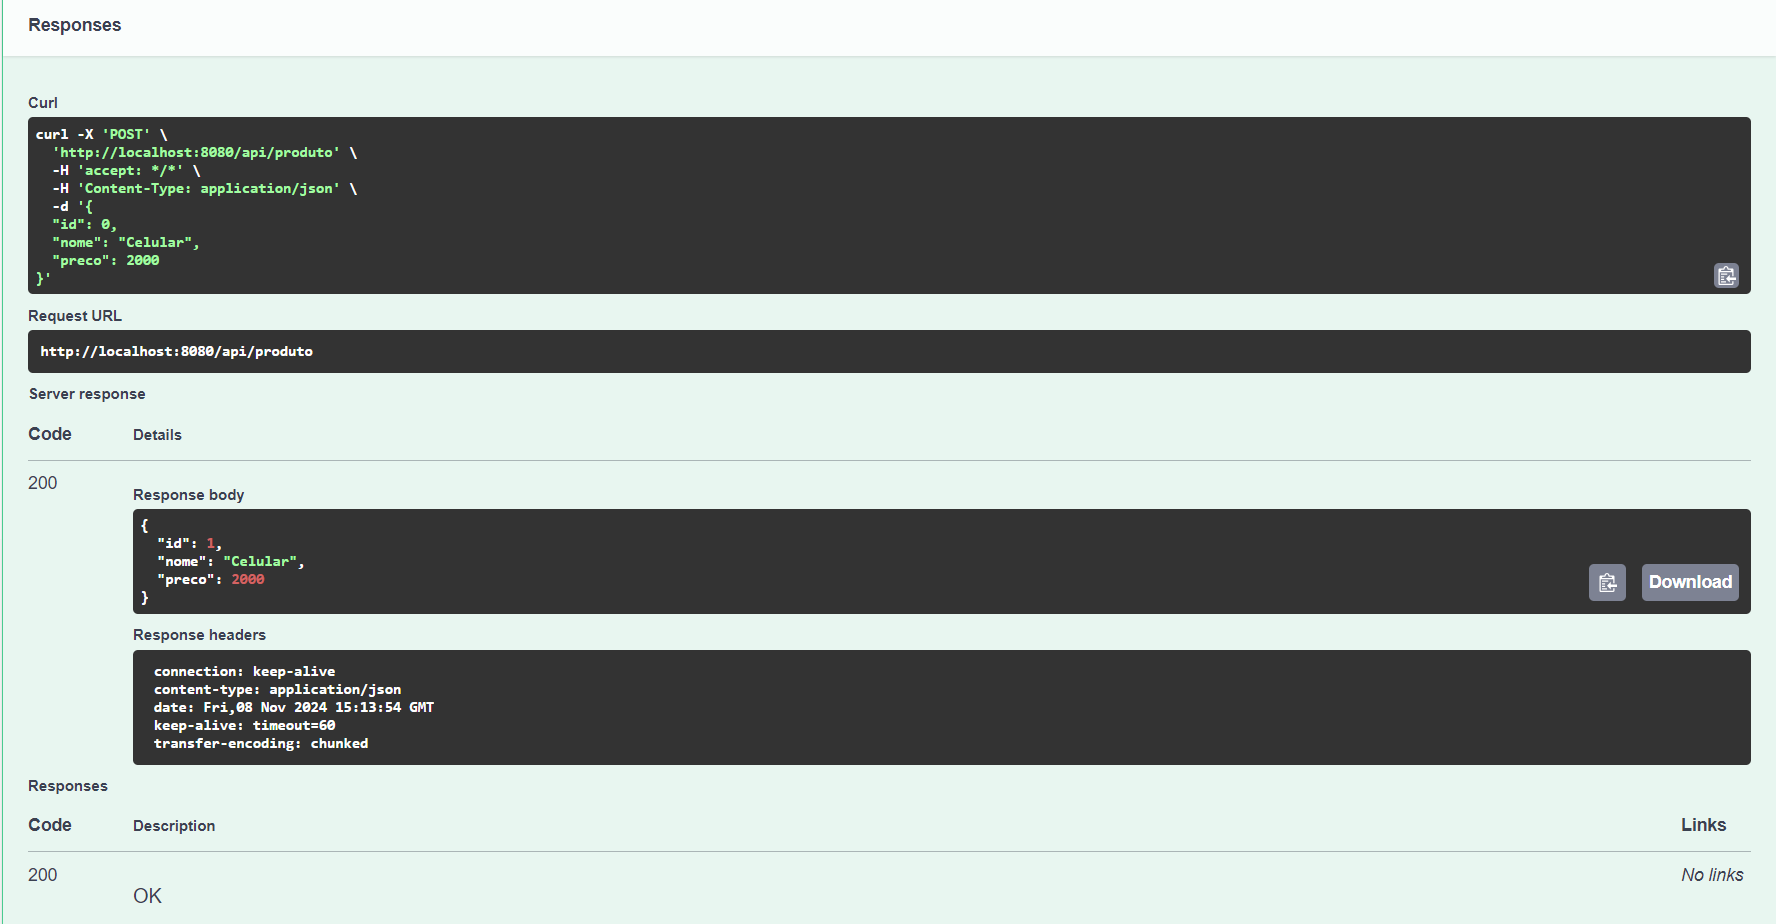 Responses
Curl
curl -X 'POST' \
  'http://localhost:8080/api/produto' \
  -H 'accept: */*' \
  -H 'Content-Type: application/json' \
  -d '{
  "id": 0,
  "nome": "Celular",
  "preco": 2000
}'
Request URL
http://localhost:8080/api/produto
Server response
Code Details
200
Response body
{
  "id": 1,
  "nome": "Celular",
  "preco": 2000
}
Download
Response headers
connection: keep-alive
content-type: application/json
date: Fri,08 Nov 2024 15:13:54 GMT
keep-alive: timeout=60
transfer-encoding: chunked
Responses
Code Description Links
200 No links
OK